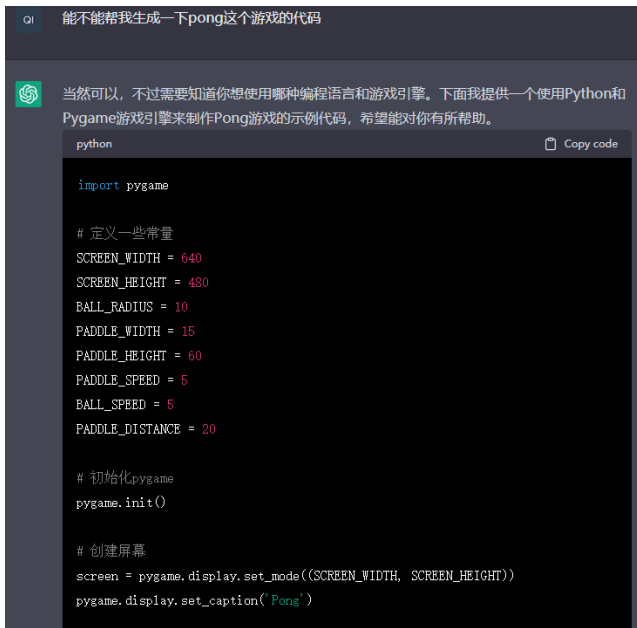 QI
能不能帮我生成一下pong这个游戏的代码
当然可以，不过需要知道你想使用哪种编程语言和游戏引擎。下面我提供一个使用Python和
Pygame游戏引擎来制作Pong游戏的示例代码，希望能对你有所帮助。
python
Copy code
import pygame
# 定义一些常量
SCREEN_WIDTH = 640
SCREEN_HEIGHT = 480
BALL_RADIUS = 10
PADDLE_WIDTH = 15
PADDLE_HEIGHT = 60
PADDLE_SPEED = 5
BALL_SPEED = 5
PADDLE_DISTANCE = 20
# 初始化pygame
pygame.init()
# 创建屏幕
screen = pygame.display.set_mode((SCREEN_WIDTH, SCREEN_HEIGHT))
pygame.display.set_caption('Pong')